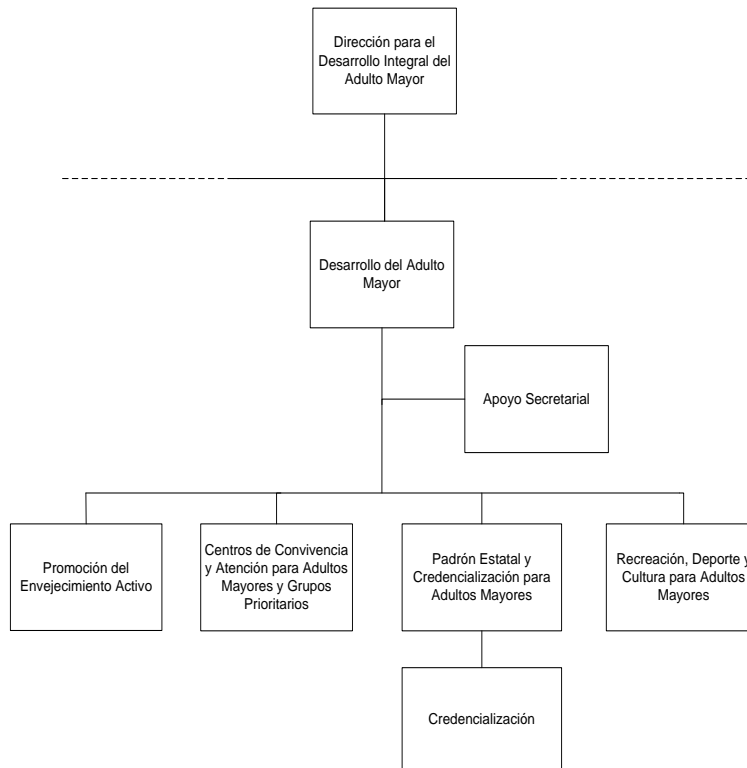 Dirección para el
Desarrollo Integral del
Adulto Mayor
Desarrollo del Adulto
Mayor
Apoyo Secretarial
Promoción del
Envejecimiento Activo
Centros de Convivencia
y Atención para Adultos
Mayores y Grupos
Prioritarios
Padrón Estatal y
Credencialización para
Adultos Mayores
Recreación, Deporte y
Cultura para Adultos
Mayores
Credencialización